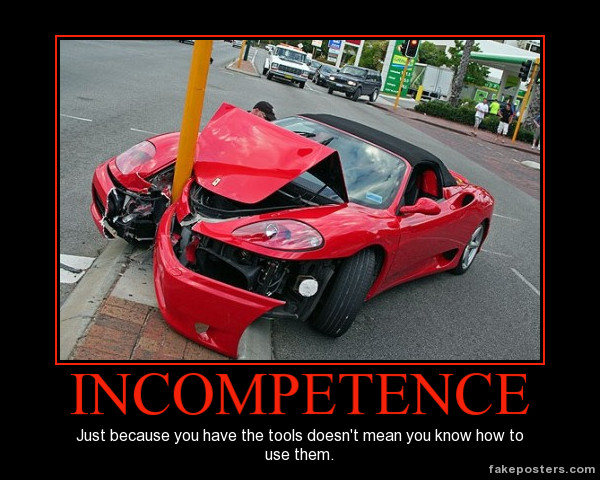 INCOMPETENCE
Just because you have the tools doesn't mean you know how to
use them.
fakeposters.com